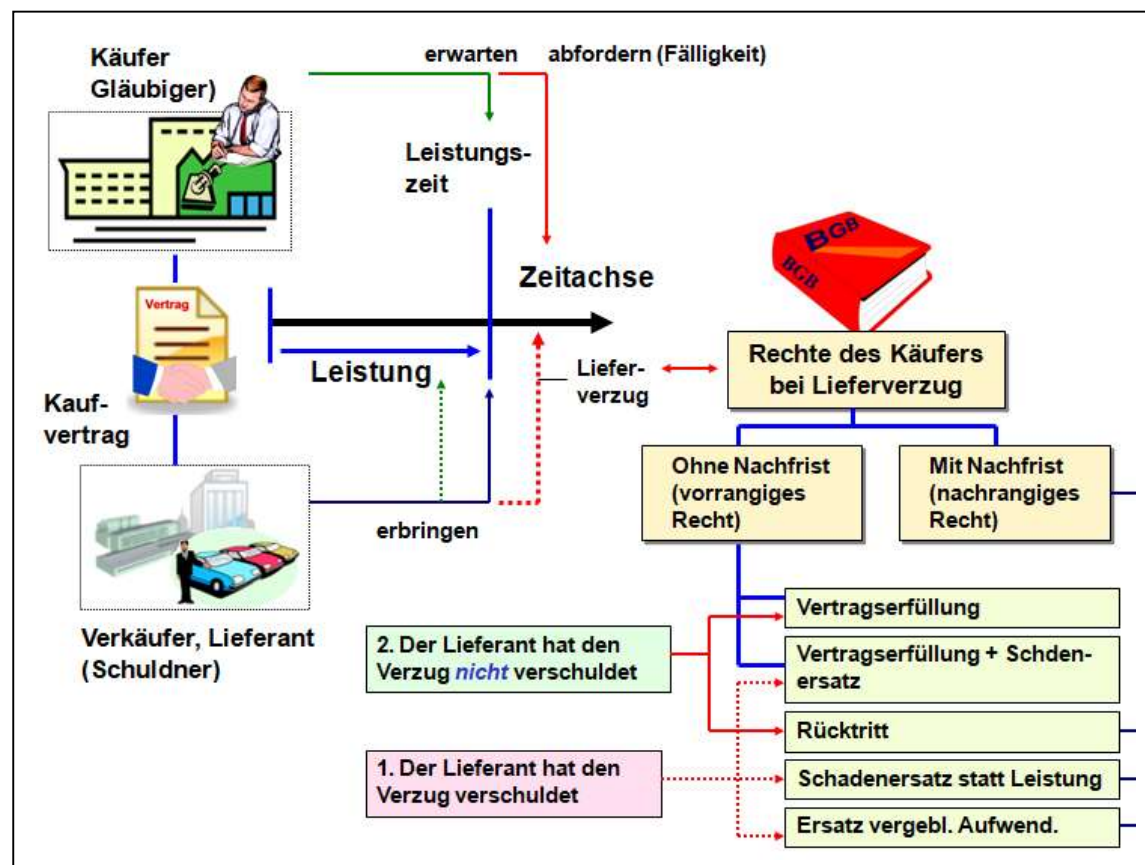 Käufer
Gläubiger)
erwarten
abfordern (Fälligkeit)
Leistungs-
zeit
Zeitachse
BGB
BGB
Vertrag
Leistung
Kauf-
vertrag
Liefer-
verzug
Rechte des Käufers
bei Lieferverzug
Ohne Nachfrist
(vorrangiges
Recht)
Mit Nachfrist
(nachrangiges
Recht)
erbringen
Verkäufer, Lieferant
(Schuldner)
2. Der Lieferant hat den
Verzug nicht verschuldet
1. Der Lieferant hat den
Verzug verschuldet
Vertragserfüllung
Vertragserfüllung + Schden-
ersatz
Rücktritt
Schadenersatz statt Leistung
Ersatz vergebl. Aufwend.